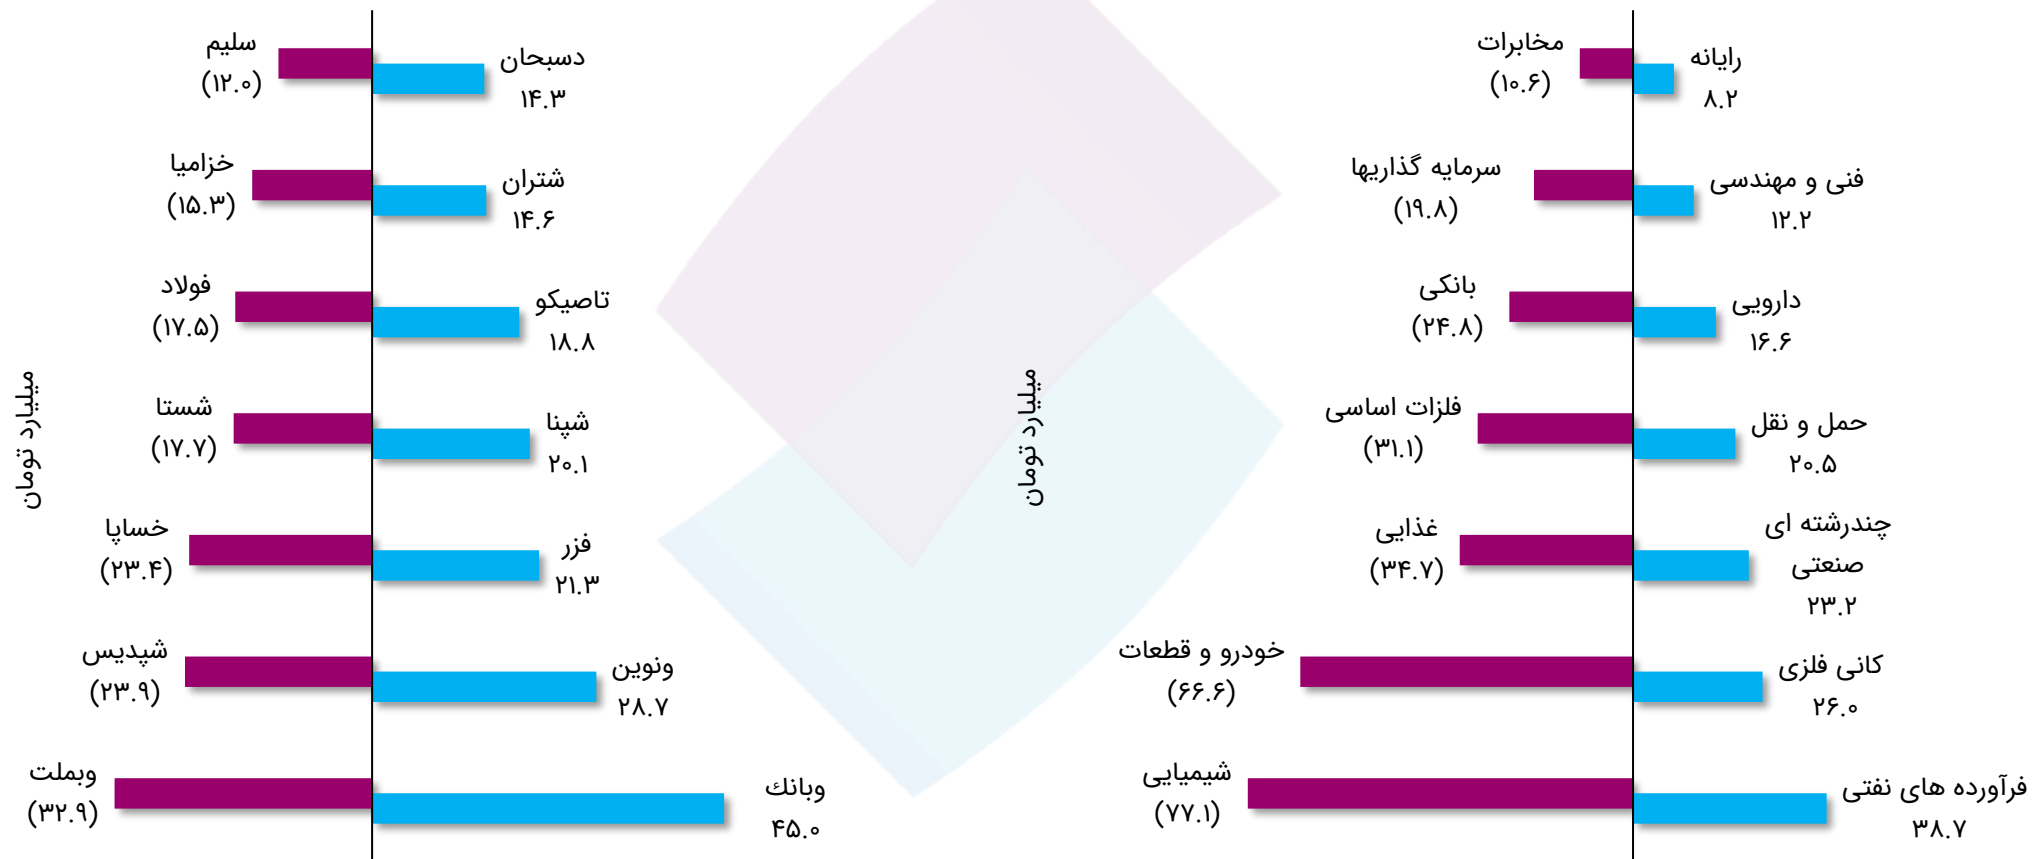 رایانه
۸.۲
مخابرات
(۱۰.۶)
فنی و مهندسی
۱۲.۲
سرمایه گذاریها
(۱۹.۸)
دارویی
۱۶.۶
بانکی
(۲۴.۸)
حمل و نقل
۲۰.۵
فلزات اساسی
(۳۱.۱)
چندرشته ای
صنعتی
۲۳.۲
غذایی
(۳۴.۷)
کانی فلزی
۲۶.۰
خودرو و قطعات
(۶۶.۶)
فرآورده های نفتی
۳۸.۷
شیمیایی
(۷۷.۱)
میلیارد تومان
دسبحان
۱۴.۳
سلیم
(۱۲.۰)
شتران
۱۴.۶
خزامیا
(۱۵.۳)
تاصیکو
۱۸.۸
فولاد
(۱۷.۵)
شپنا
۲۰.۱
شستا
(۱۷.۷)
فزر
۲۱.۳
خساپا
(۲۳.۴)
ونوین
۲۸.۷
شپدیس
(۲۳.۹)
وبانك
۴۵.۰
وبملت
(۳۲.۹)
میلیارد تومان